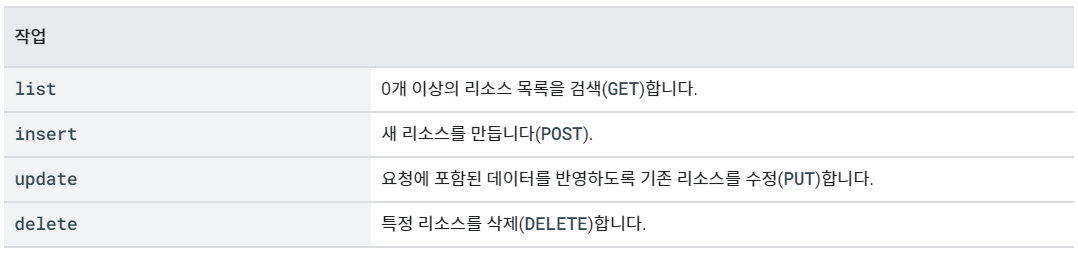 작업
list 0개 이상의 리소스 목록을 검색(GET)합니다.
insert 새 리소스를 만듭니다(POST).
update 요청에 포함된 데이터를 반영하도록 기존 리소스를 수정(PUT)합니다.
delete 특정 리소스를 삭제(DELETE)합니다.